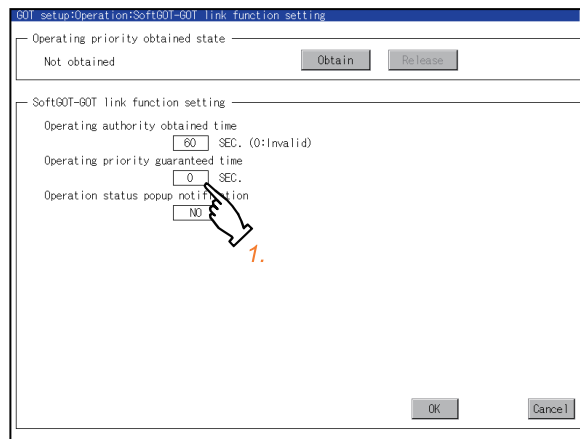 GOT setup:Operation:SoftGOT-GOT link function setting
Operating priority obtained state
Not obtained
Obtain
Release
SoftGOT-GOT link function setting
Operating authority obtained time
60 SEC. (0:Invalid)
Operating priority guaranteed time
0 SEC.
Operation status popup
NO
1.
OK
Cancel